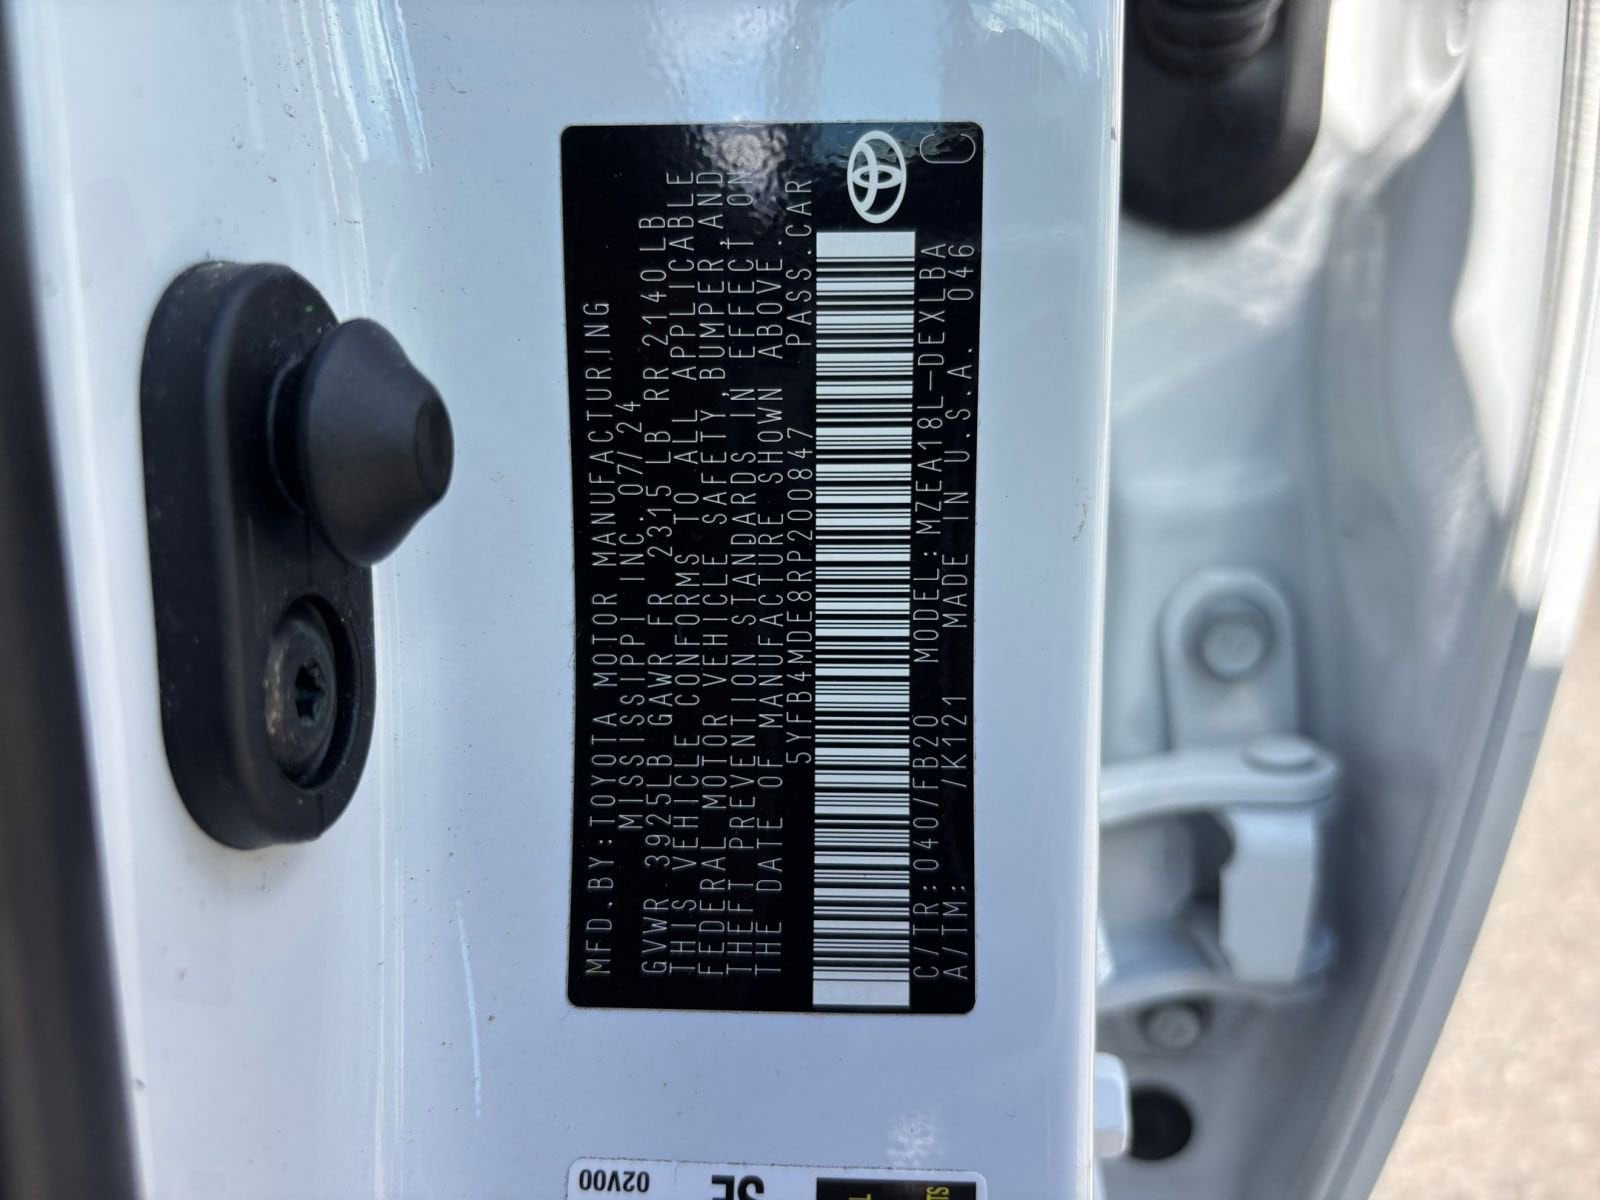 MFD.BY:TOYOTA MOTOR MANUFACTURING
MISSISSIPPI INC. 07/24
GVWR 3925LB GAWR FR 2315 LB RR 2140LB
THIS VEHICLE CONFORMS TO ALL APPLICABLE
FEDERAL MOTOR VEHICLE SAFETY, BUMPER, AND
THEFT PREVENTION STANDARDS IN EFFECT ON
THE DATE OF MANUFACTURE SHOWN ABOVE.
5YFB4MDE8RP200847 PASS.CAR
C/TR:040/FB20 MODEL:MZEA18L-DEXLBA
A/TM: /K121 MADE IN U.S.A. 046
C
02V00